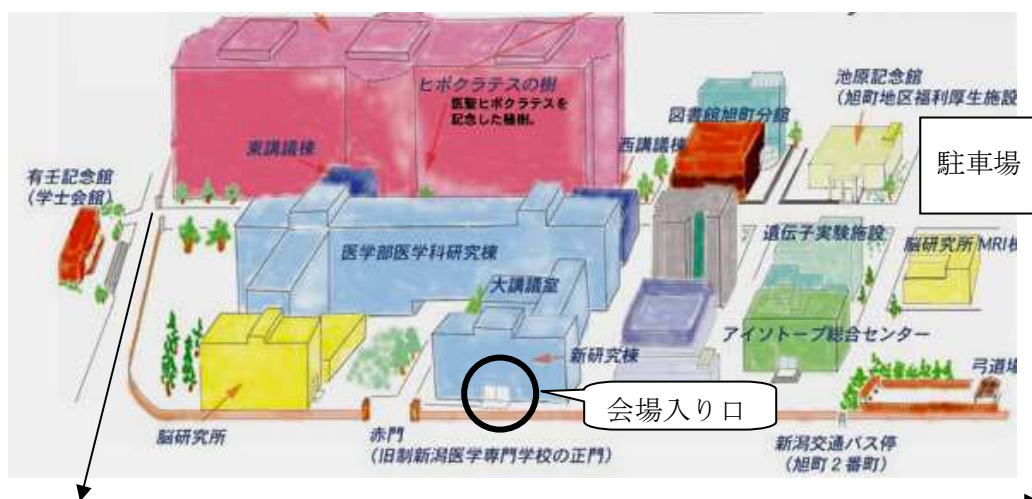 ヒポクラテスの樹
医聖ヒポクラテスを
記念した植樹。
池原記念館
(旭町地区福利厚生施設
図書館旭町分館
東講議棟
西講議棟
駐車場
有壬記念館
(学士会館)
遺伝子実験施設
脳研究所MRI棟
医学部医学科研究棟
大講議室
アイソトープ総合センター
新研究棟
弓道場
会場入り口
脳研究所
赤門
(旧制新潟医学専門学校の正門)
新潟交通バス停
(旭町2番町)